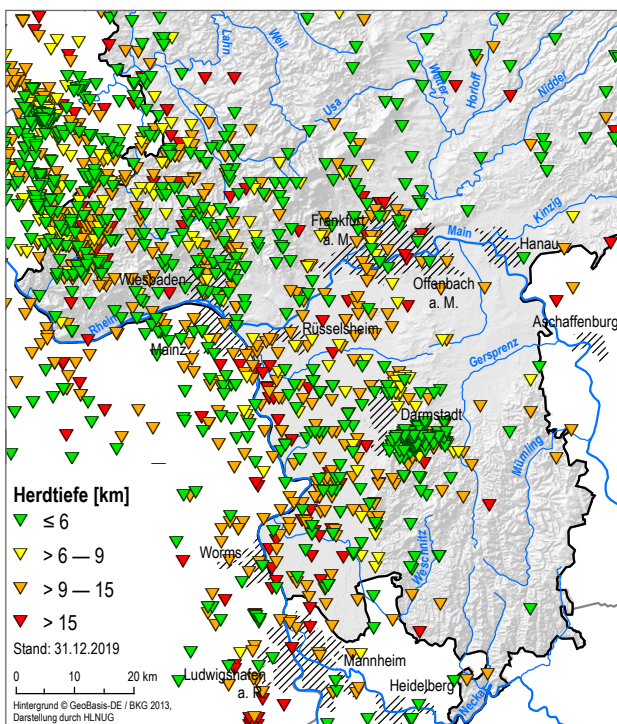 Lahn
Weil
Usa
Wetter
Horloff
Nidder
Kinzig
Frankfurt
a. M.
Main
Hanau
Offenbach
a. M.
Wiesbaden
Rhein
Mainz
Rüsselsheim
Aschaffenburg
Gersprenz
Darmstadt
Mümling
Herdtiefe [km]
≤ 6
> 6 — 9
> 9 — 15
> 15
Stand: 31.12.2019
0 10 20 km
Worms
Weschnitz
Ludwigshafen
a. R.
Mannheim
Heidelberg
Neckar
Hintergrund © GeoBasis-DE / BKG 2013,
Darstellung durch HLNUG